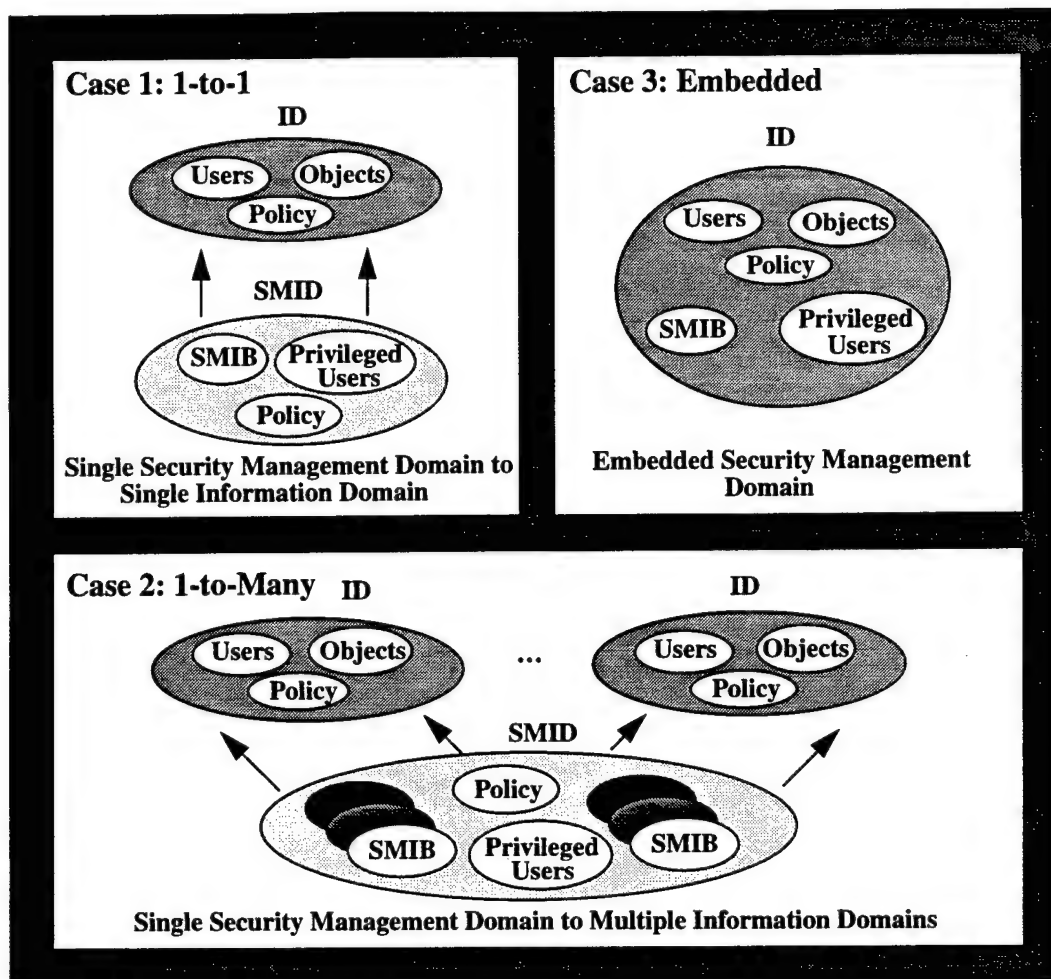 Case 1: 1-to-1
ID
Users
Objects
Policy
SMID
SMIB
Privileged
Users
Policy
Single Security Management Domain to
Single Information Domain
Case 3: Embedded
ID
Users
Objects
Policy
SMIB
Privileged
Users
Embedded Security Management
Domain
Case 2: 1-to-Many
ID
Users
Objects
Policy
...
ID
Users
Objects
Policy
SMID
Policy
SMIB
Privileged
Users
SMIB
Single Security Management Domain to Multiple Information Domains